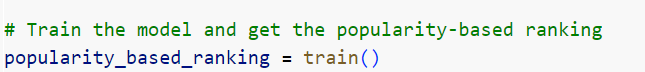 # Train the model and get the popularity-based ranking
popularity_based_ranking = train()